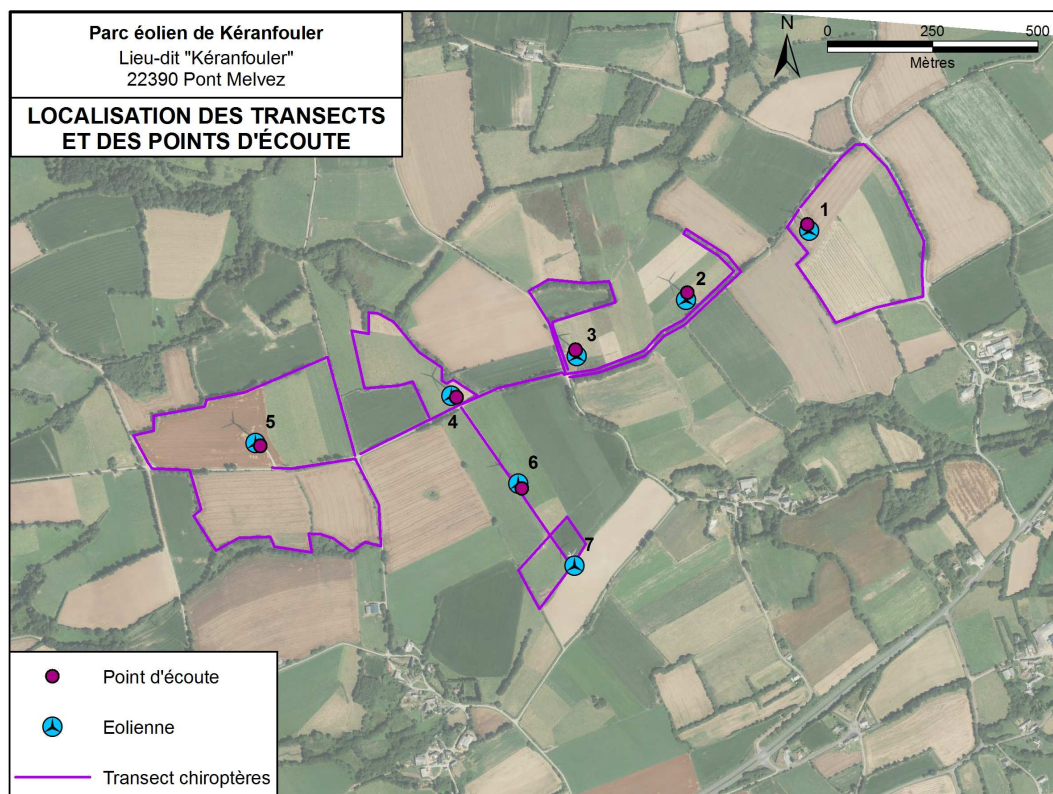 Parc éolien de Kéranfouler
Lieu-dit "Kéranfouler"
22390 Pont Melvez
LOCALISATION DES TRANSECTS
ET DES POINTS D'ÉCOUTE
N
0 250 500
Mètres
1
2
3
4
5
6
7
Point d'écoute
Eolienne
Transect chiroptères